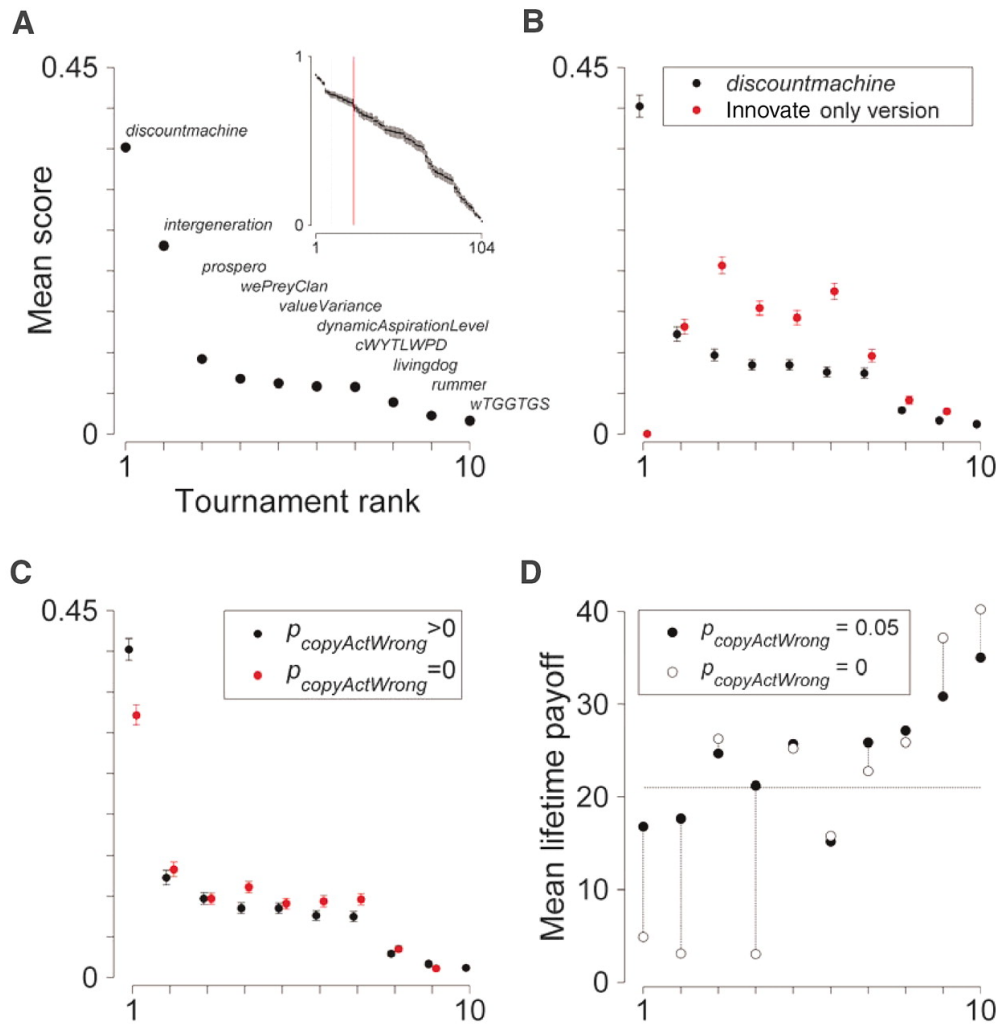 A
0.45
discountmachine
1
intergeneration
prospero
wePreyClan
valueVariance
dynamicAspirationLevel
cWYTLWPD
livingdog
rummer
wTGGTGS
0
1
104
Mean score
0
1
10
Tournament rank
B
0.45
discountmachine
Innovate only version
0
1
10
C
0.45
pcopyActWrong>0
pcopyActWrong=0
0
1
10
D
40
pcopyActWrong = 0.05
pcopyActWrong = 0
30
20
10
0
Mean lifetime payoff
1
10